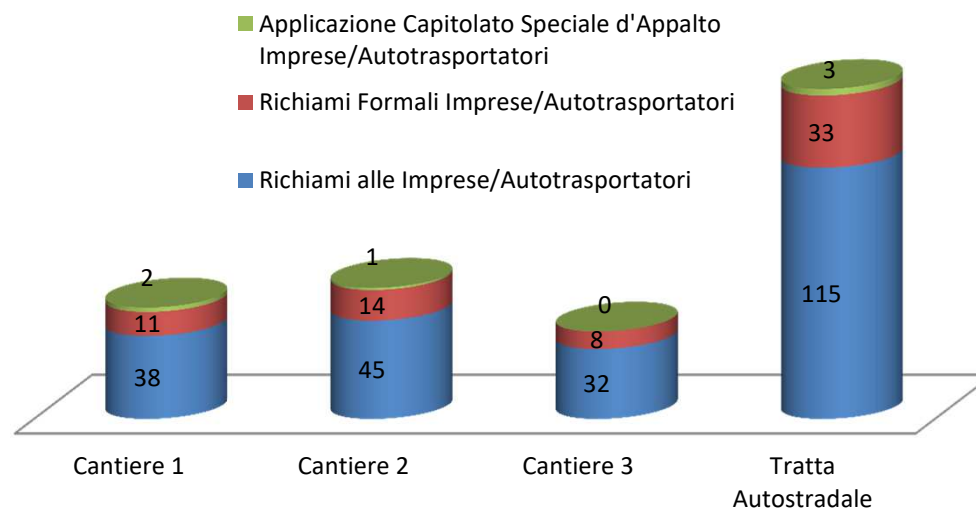 Applicazione Capitolato Speciale d'Appalto
Imprese/Autotrasportatori
Richiami Formali Imprese/Autotrasportatori
Richiami alle Imprese/Autotrasportatori
2
11
38
1
14
45
0
8
32
3
33
115
Cantiere 1
Cantiere 2
Cantiere 3
Tratta
Autostradale